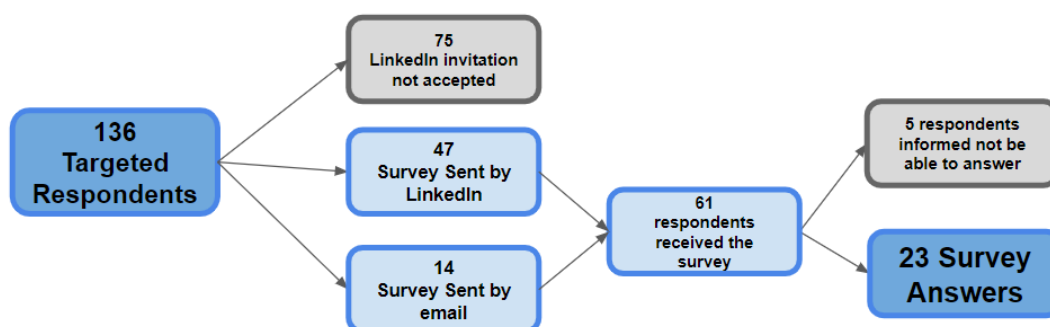 136
Targeted
Respondents
75
LinkedIn invitation
not accepted
47
Survey Sent by
LinkedIn
14
Survey Sent by
email
61
respondents
received the
survey
5 respondents
informed not be
able to answer
23 Survey
Answers